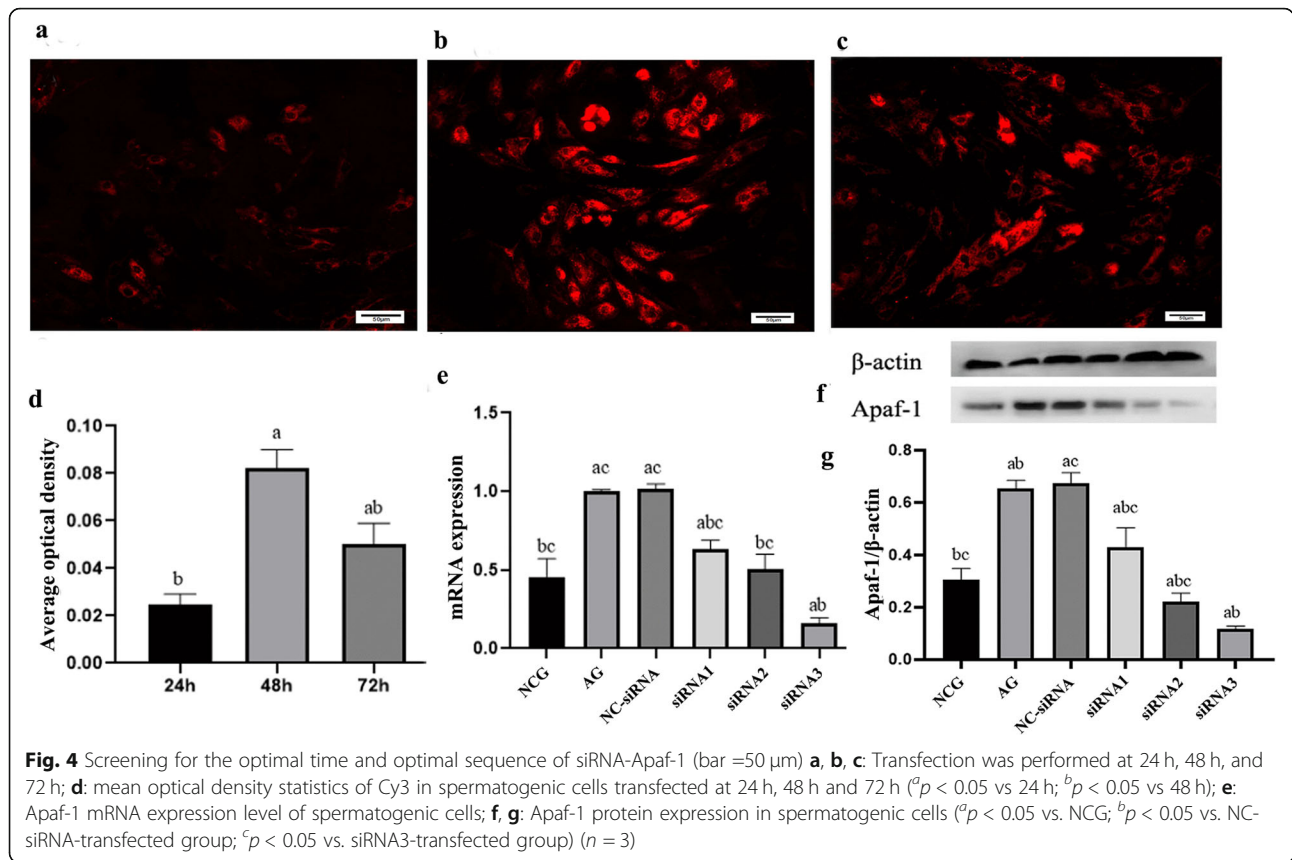 a
b
c
50μm
50μm
50μm
d
Average optical density
0.10
0.08
0.06
0.04
0.02
0.00
b
a
ab
24h
48h
72h
e
mRNA expression
1.5
1.0
0.5
0.0
bc
ac
ac
abc
bc
ab
NCG
AG
NC-siRNA
siRNA1
siRNA2
siRNA3
β-actin
f
Apaf-1
g
Apaf-1/β-actin
0.8
0.6
0.4
0.2
0.0
bc
ab
ac
abc
abc
ab
NCG
AG
NC-siRNA
siRNA1
siRNA2
siRNA3
Fig. 4 Screening for the optimal time and optimal sequence of siRNA-Apaf-1 (bar =50 μm) a, b, c: Transfection was performed at 24 h, 48 h, and
72 h; d: mean optical density statistics of Cy3 in spermatogenic cells transfected at 24 h, 48 h and 72 h (ᵃp < 0.05 vs 24 h; ᵇp < 0.05 vs 48 h); e:
Apaf-1 mRNA expression level of spermatogenic cells; f, g: Apaf-1 protein expression in spermatogenic cells (ᵃp < 0.05 vs. NCG; ᵇp < 0.05 vs. NC-
siRNA-transfected group; ᶜp < 0.05 vs. siRNA3-transfected group) (n = 3)